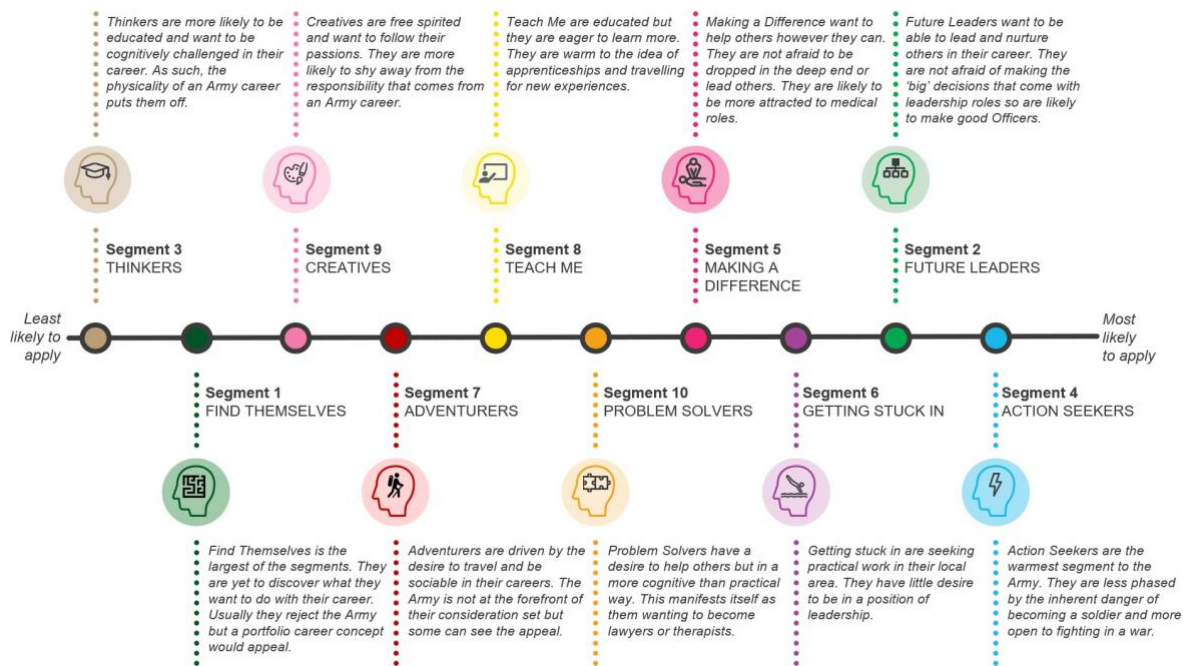 Thinkers are more likely to be
educated and want to be
cognitively challenged in their
career. As such, the
physicality of an Army career
puts them off.
Creatives are free spirited
and want to follow their
passions. They are more
likely to shy away from the
responsibility that comes from
an Army career.
Teach Me are educated but
they are eager to learn more.
They are warm to the idea of
apprenticeships and travelling
for new experiences.
Making a Difference want to
help others however they can.
They are not afraid to be
dropped in the deep end or
lead others. They are likely to
be more attracted to medical
roles.
Future Leaders want to be
able to lead and nurture
others in their career. They
are not afraid of making the
‘big’ decisions that come with
leadership roles so are likely
to make good Officers.
Segment 3
THINKERS
Segment 9
CREATIVES
Segment 8
TEACH ME
Segment 5
MAKING A
DIFFERENCE
Segment 2
FUTURE LEADERS
Least
likely to
apply
Most
likely
to apply
Segment 1
FIND THEMSELVES
Segment 7
ADVENTURERS
Segment 10
PROBLEM SOLVERS
Segment 6
GETTING STUCK IN
Segment 4
ACTION SEEKERS
Find Themselves is the
largest of the segments. They
are yet to discover what they
want to do with their career.
Usually they reject the Army
but a portfolio career concept
would appeal.
Adventurers are driven by the
desire to travel and be
sociable in their careers. The
Army is not at the forefront of
their consideration set but
some can see the appeal.
Problem Solvers have a
desire to help others but in a
more cognitive than practical
way. This manifests itself as
them wanting to become
lawyers or therapists.
Getting stuck in are seeking
practical work in their local
area. They have little desire
to be in a position of
leadership.
Action Seekers are the
warmest segment to the
Army. They are less phased
by the inherent danger of
becoming a soldier and more
open to fighting in a war.